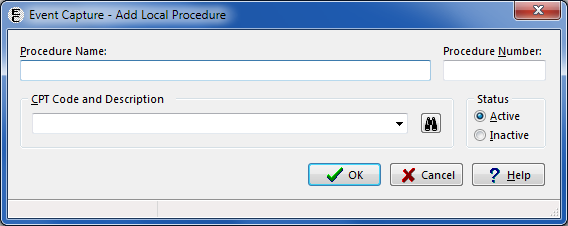 Event Capture - Add Local Procedure
Procedure Name:
Procedure Number:
CPT Code and Description
Status
Active
Inactive
OK
Cancel
? Help